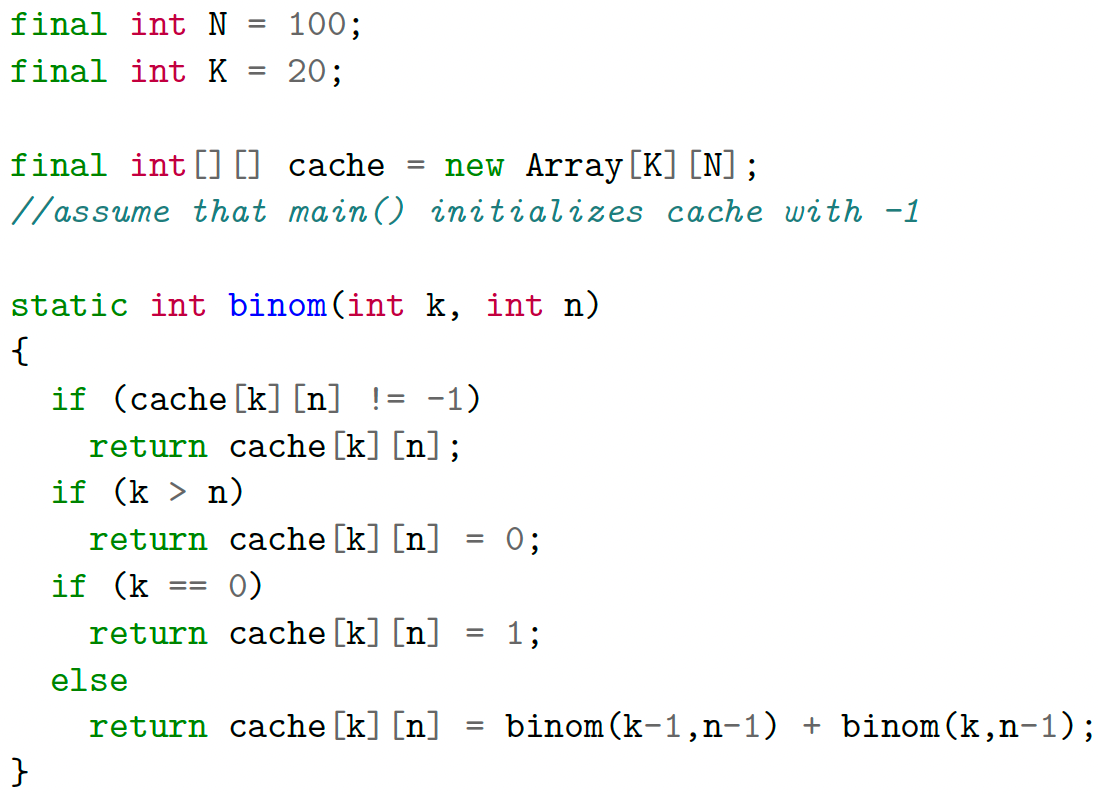 final int N = 100;
final int K = 20;

final int[][] cache = new Array[K][N];
//assume that main() initializes cache with -1

static int binom(int k, int n)
{
  if (cache[k][n] != -1)
    return cache[k][n];
  if (k > n)
    return cache[k][n] = 0;
  if (k == 0)
    return cache[k][n] = 1;
  else
    return cache[k][n] = binom(k-1,n-1) + binom(k,n-1);
}